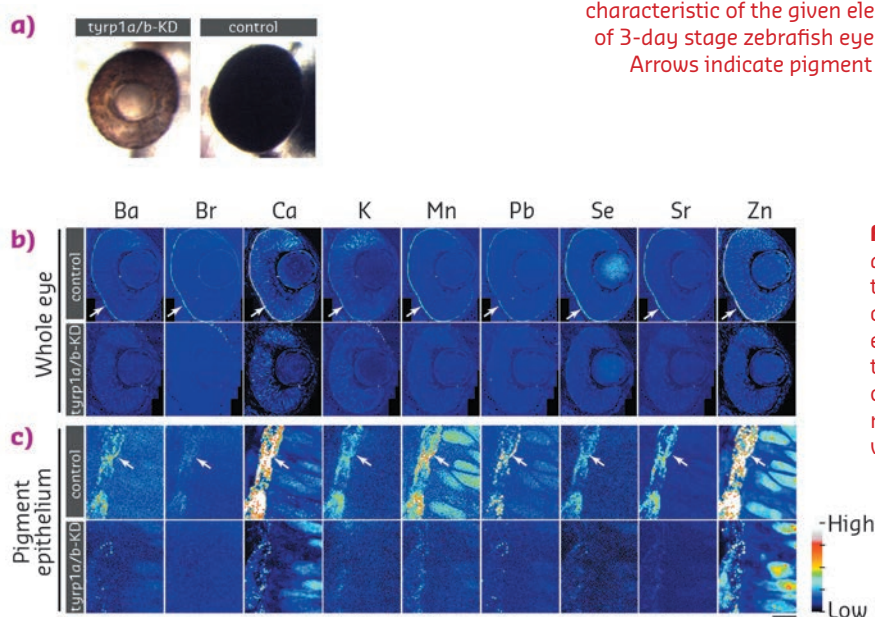 a)
tyrp1a/b-KD
control
characteristic of the given ele
of 3-day stage zebrafish eye
Arrows indicate pigment
Ba Br Ca K Mn Pb Se Sr Zn
b)
Whole eye
control
tyrp1a/b-KD
c)
Pigment
epithelium
control
tyrp1a/b-KD
High
Low